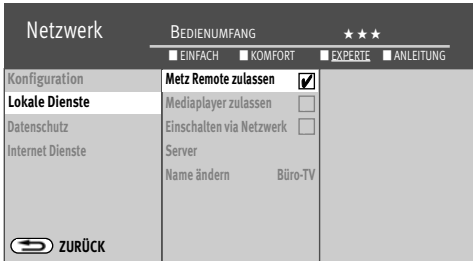 Netzwerk
BEDIENUMFANG ★★★
EINFACH KOMFORT EXPERTE ANLEITUNG
Konfiguration
Lokale Dienste
Datenschutz
Internet Dienste
Metz Remote zulassen
Mediaplayer zulassen
Einschalten via Netzwerk
Server
Name ändern Büro-TV
ZURÜCK